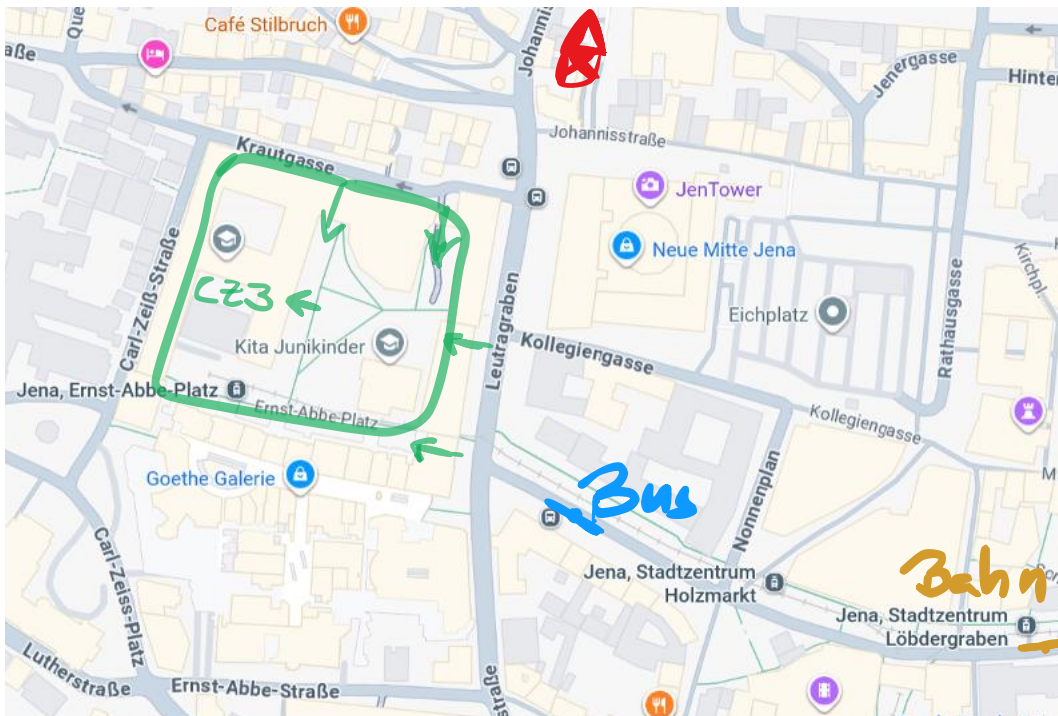 Café Stilbruch
Que
aße
Johannis
Jenergasse
Hinter
Johannisstraße
Krautgasse
JenTower
Neue Mitte Jena
Kirchpl.
Carl-Zeiß-Straße
CZ3
Leutragraben
Eichplatz
Rathausgasse
Kita Junikinder
Kollegiengasse
Jena, Ernst-Abbe-Platz
Ernst-Abbe-Platz
Kollegiengasse
Goethe Galerie
Bus
Nonnenplan
M
Carl-Zeiss-Platz
Jena, Stadtzentrum
Holzmarkt
Bahn
Jena, Stadtzentrum
Löbdergraben
Lutherstraße
Ernst-Abbe-Straße
straße